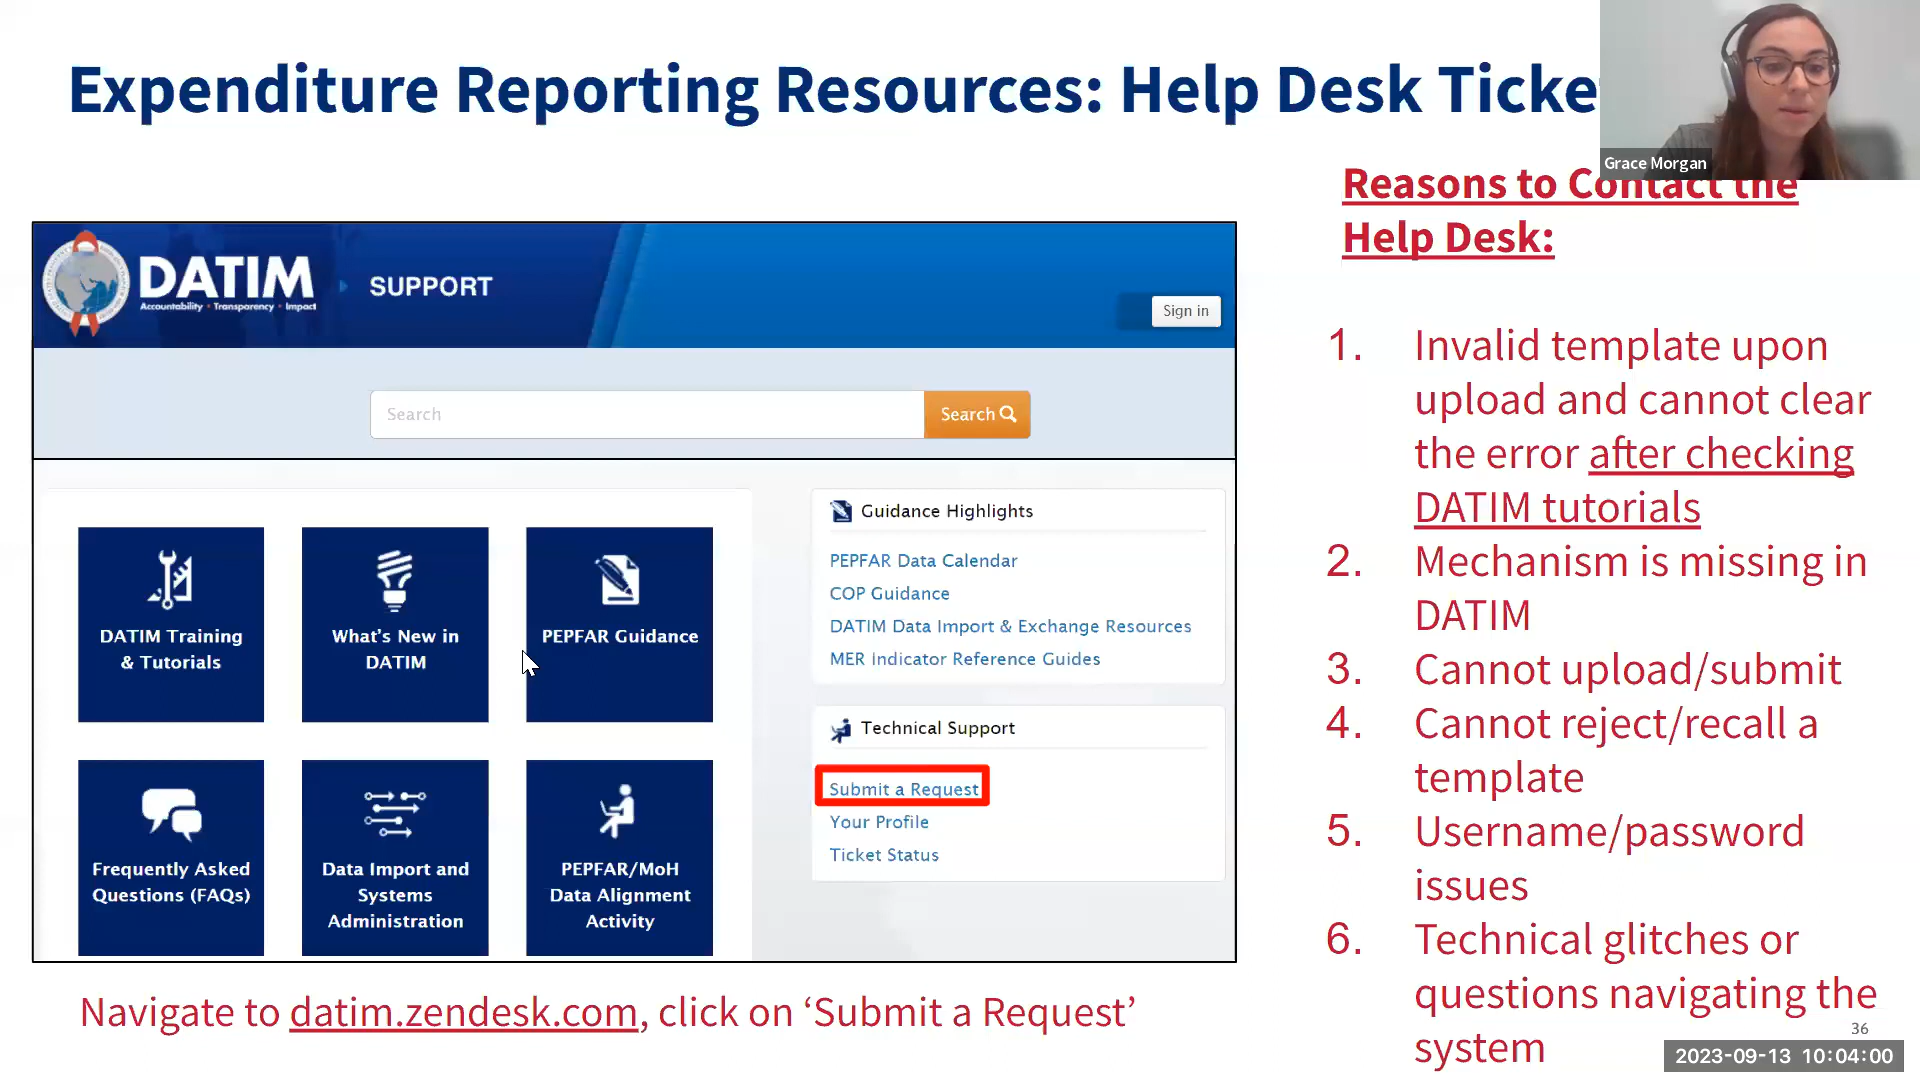 Expenditure Reporting Resources: Help Desk Ticke
Grace Morgan
Reasons to Contact the
Help Desk:
DATIM
Accountability • Transparency • Impact
SUPPORT
Sign in
Search
Search
DATIM Training
& Tutorials
What's New in
DATIM
PEPFAR Guidance
Frequently Asked
Questions (FAQs)
Data Import and
Systems
Administration
PEPFAR/MoH
Data Alignment
Activity
Guidance Highlights
PEPFAR Data Calendar
COP Guidance
DATIM Data Import & Exchange Resources
MER Indicator Reference Guides
Technical Support
Submit a Request
Your Profile
Ticket Status
1. Invalid template upon
upload and cannot clear
the error after checking
DATIM tutorials
2. Mechanism is missing in
DATIM
3. Cannot upload/submit
4. Cannot reject/recall a
template
5. Username/password
issues
6. Technical glitches or
questions navigating the
system
Navigate to datim.zendesk.com, click on ‘Submit a Request’
36
2023-09-13 10:04:00